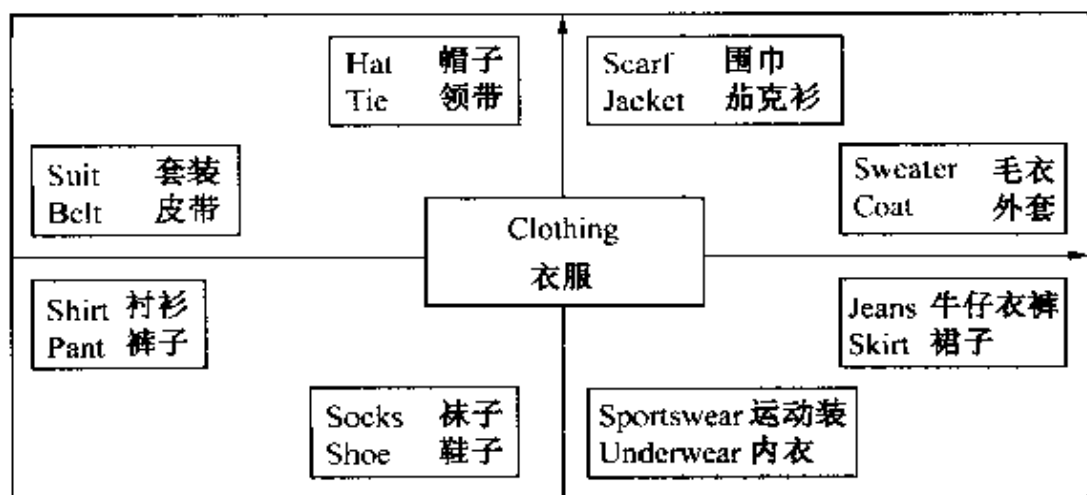 Hat 帽子
Tie 领带
Scarf 围巾
Jacket 茄克衫
Suit 套装
Belt 皮带
Sweater 毛衣
Coat 外套
Clothing
衣服
Shirt 衬衫
Pant 裤子
Jeans 牛仔衣裤
Skirt 裙子
Socks 袜子
Shoe 鞋子
Sportswear 运动装
Underwear 内衣